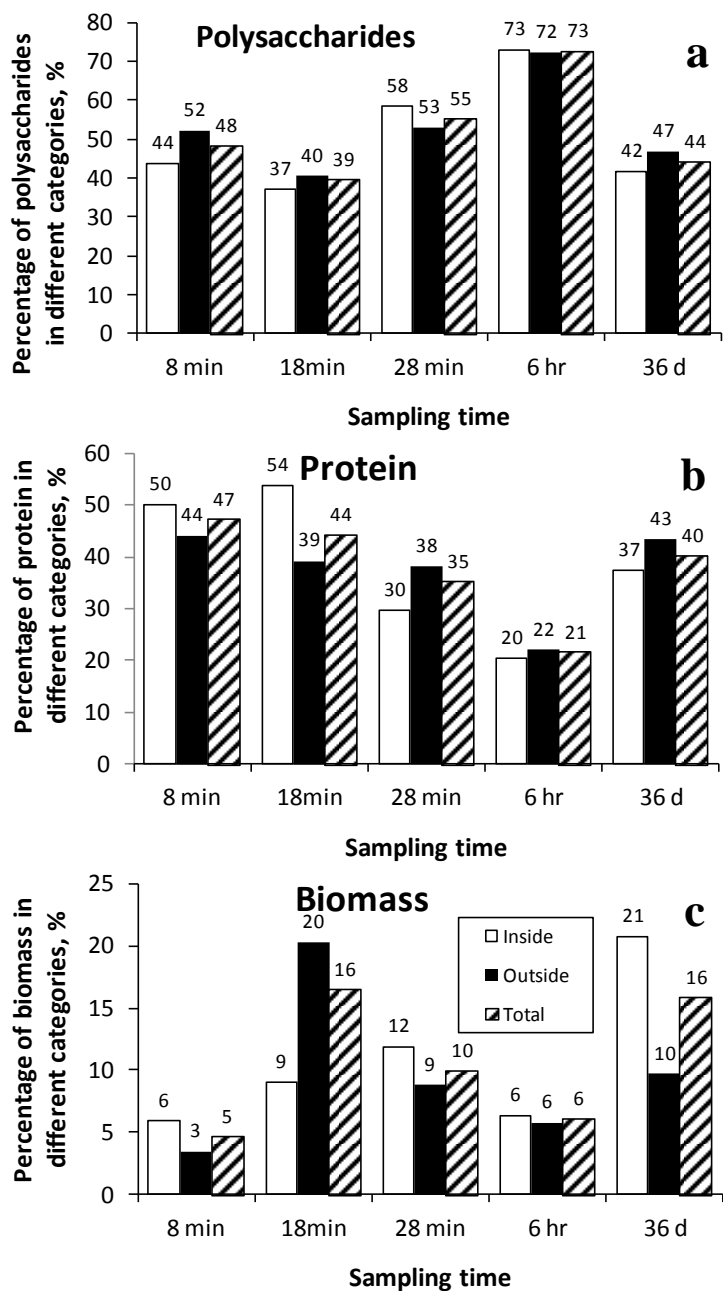 Polysaccharides
a
Percentage of polysaccharides
in different categories, %
80
70
60
50
40
30
20
10
0
44 52 48 37 40 39 58 53 55 73 72 73 42 47 44
8 min 18min 28 min 6 hr 36 d
Sampling time
Protein
b
Percentage of protein in
different categories, %
60
50
40
30
20
10
0
50 44 47 54 39 44 30 38 35 20 22 21 37 43 40
8 min 18min 28 min 6 hr 36 d
Sampling time
Biomass
c
Percentage of biomass in
different categories, %
25
20
15
10
5
0
6 3 5 9 20 16 12 9 10 6 6 6 21 10 16
Inside
Outside
Total
8 min 18min 28 min 6 hr 36 d
Sampling time